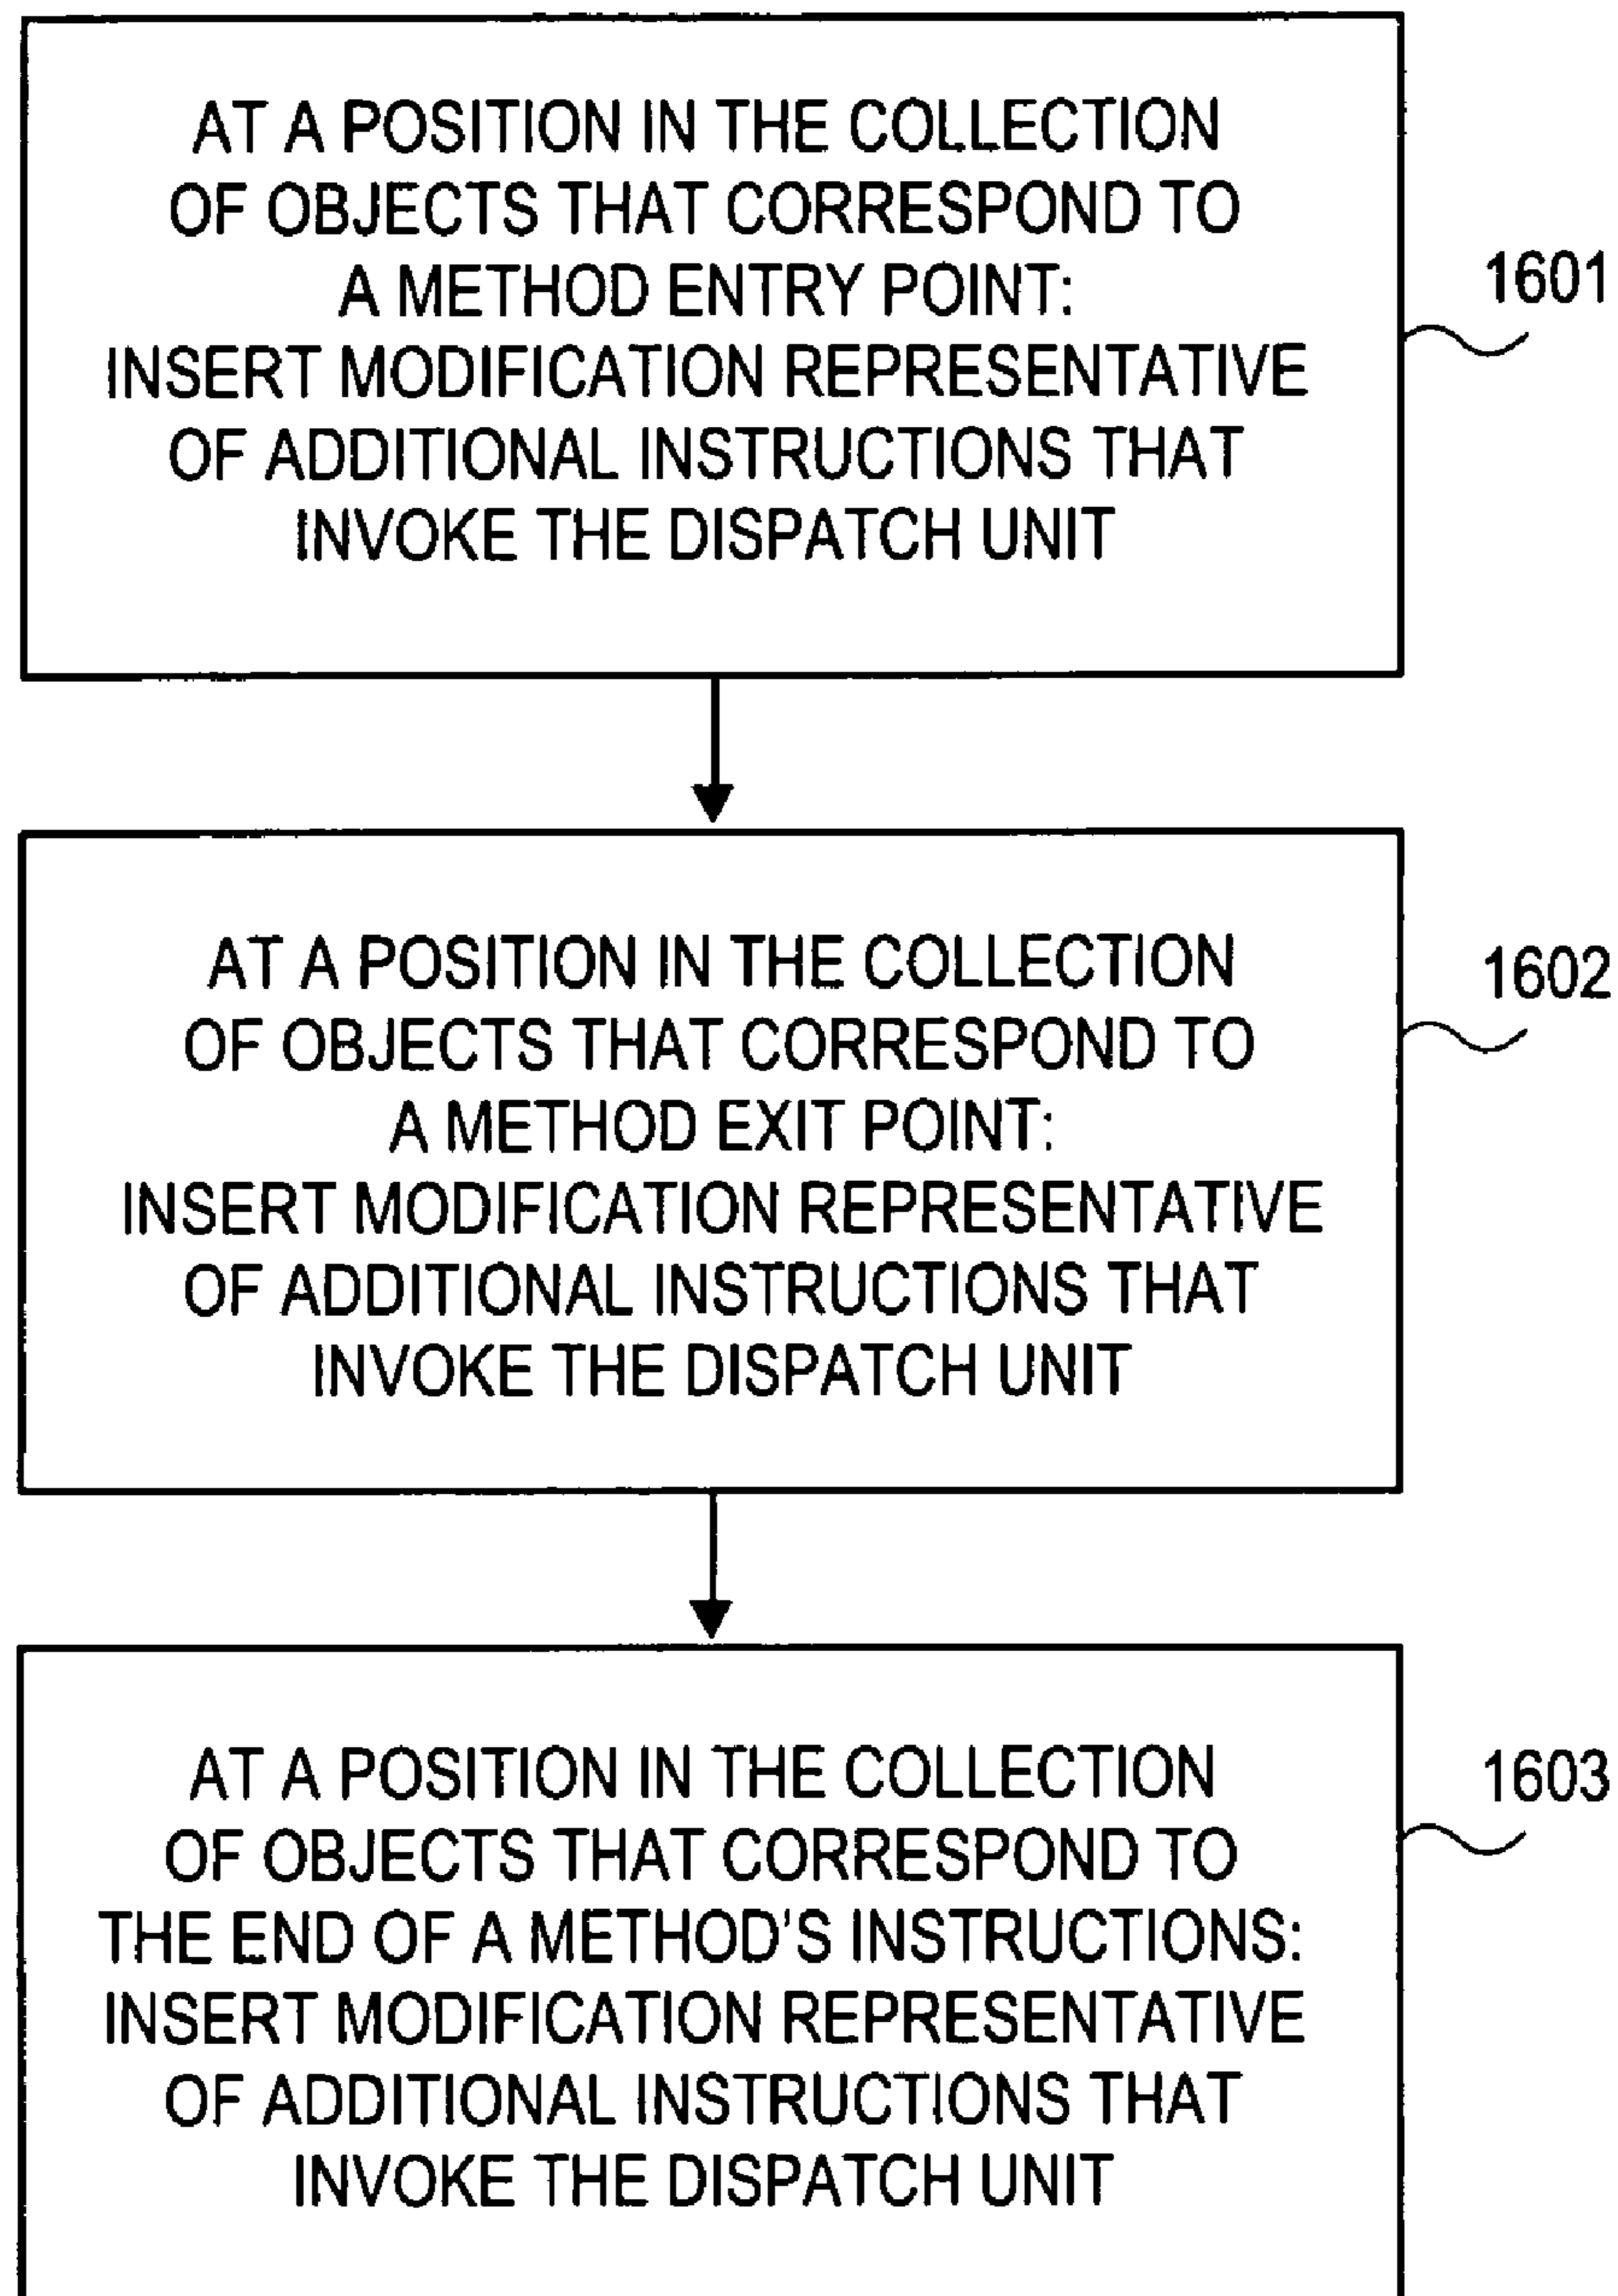 AT A POSITION IN THE COLLECTION
OF OBJECTS THAT CORRESPOND TO
A METHOD ENTRY POINT:
INSERT MODIFICATION REPRESENTATIVE
OF ADDITIONAL INSTRUCTIONS THAT
INVOKE THE DISPATCH UNIT
1601
AT A POSITION IN THE COLLECTION
OF OBJECTS THAT CORRESPOND TO
A METHOD EXIT POINT:
INSERT MODIFICATION REPRESENTATIVE
OF ADDITIONAL INSTRUCTIONS THAT
INVOKE THE DISPATCH UNIT
1602
AT A POSITION IN THE COLLECTION
OF OBJECTS THAT CORRESPOND TO
THE END OF A METHOD'S INSTRUCTIONS:
INSERT MODIFICATION REPRESENTATIVE
OF ADDITIONAL INSTRUCTIONS THAT
INVOKE THE DISPATCH UNIT
1603